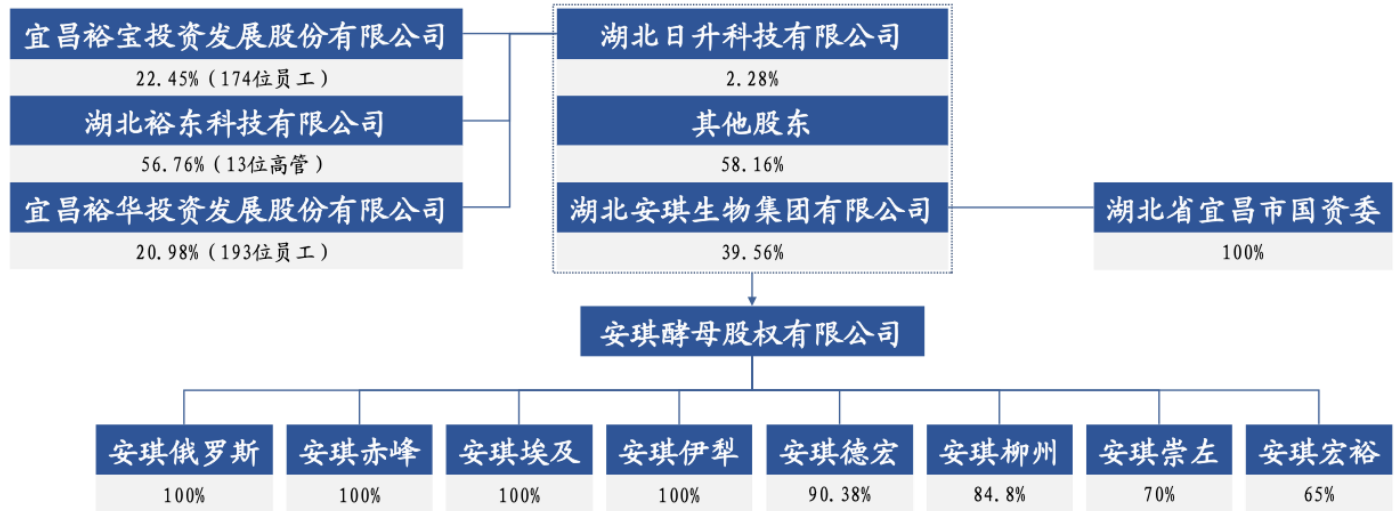 宜昌裕宝投资发展股份有限公司
22.45%（174位员工）
湖北裕东科技有限公司
56.76%（13位高管）
宜昌裕华投资发展股份有限公司
20.98%（193位员工）
湖北日升科技有限公司
2.28%
其他股东
58.16%
湖北安琪生物集团有限公司
39.56%
湖北省宜昌市国资委
100%
安琪酵母股权有限公司
安琪俄罗斯
100%
安琪赤峰
100%
安琪埃及
100%
安琪伊犁
100%
安琪德宏
90.38%
安琪柳州
84.8%
安琪崇左
70%
安琪宏裕
65%